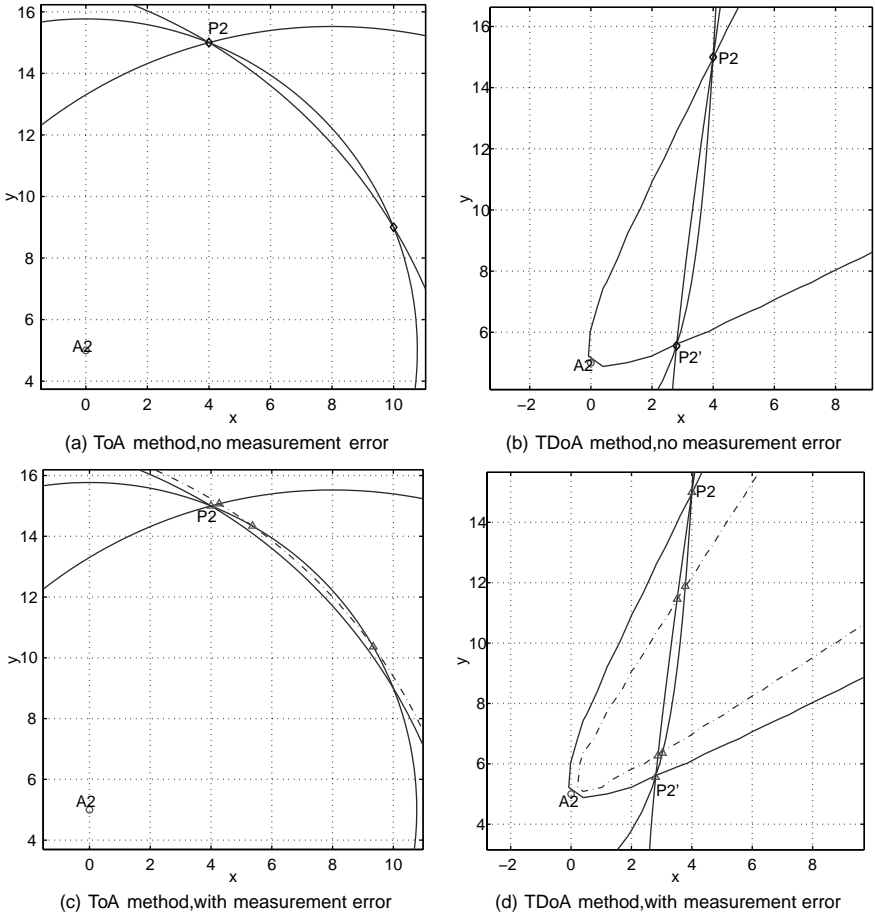 16
14
12
10
8
6
4
y
P2
A2
0
2
4
6
8
10
x
(a) ToA method,no measurement error
16
14
12
10
8
6
y
P2
A2
P2'
−2
0
2
4
6
8
x
(b) TDoA method,no measurement error
16
14
12
10
8
6
4
y
P2
A2
0
2
4
6
8
10
x
(c) ToA method,with measurement error
14
12
10
8
6
4
y
P2
A2
P2'
−2
0
2
4
6
8
x
(d) TDoA method,with measurement error